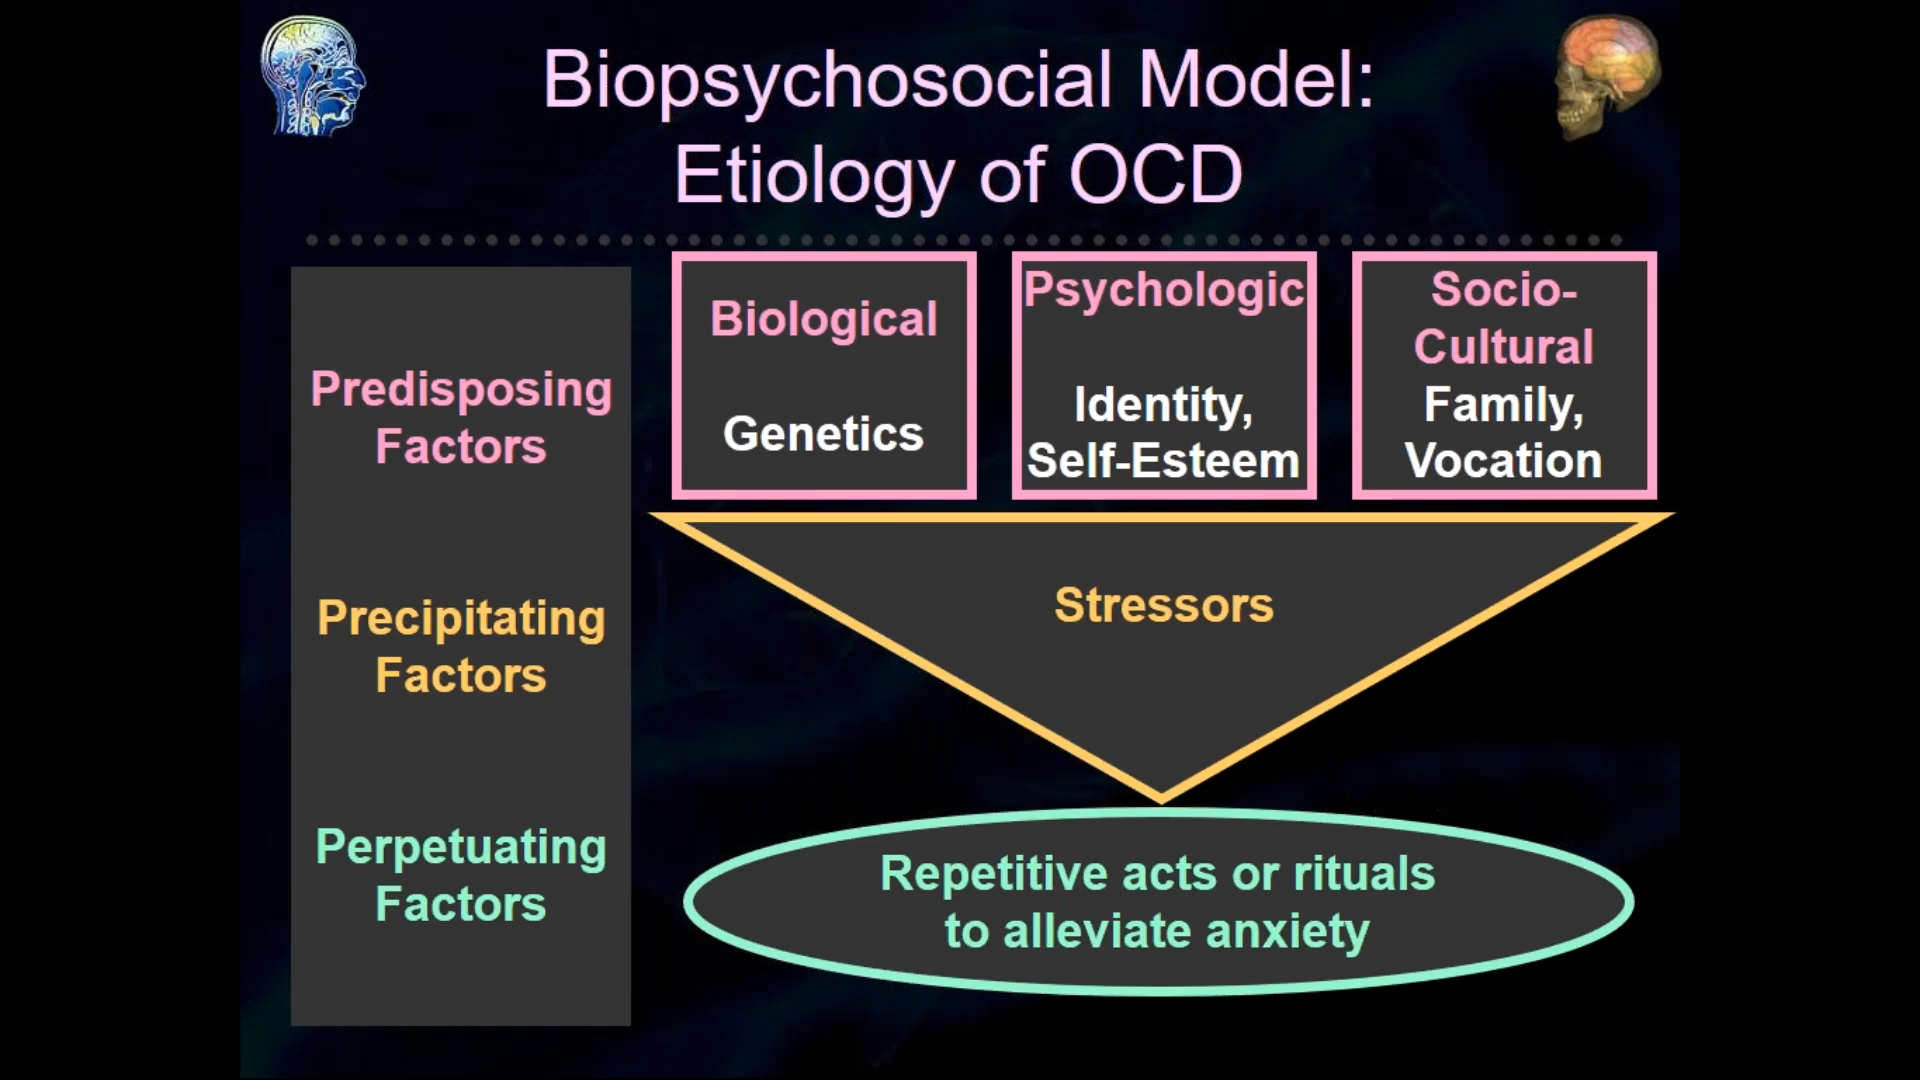 Biopsychosocial Model:
Etiology of OCD
Predisposing
Factors
Biological
Genetics
Psychologic
Identity,
Self-Esteem
Socio-
Cultural
Family,
Vocation
Precipitating
Factors
Stressors
Perpetuating
Factors
Repetitive acts or rituals
to alleviate anxiety